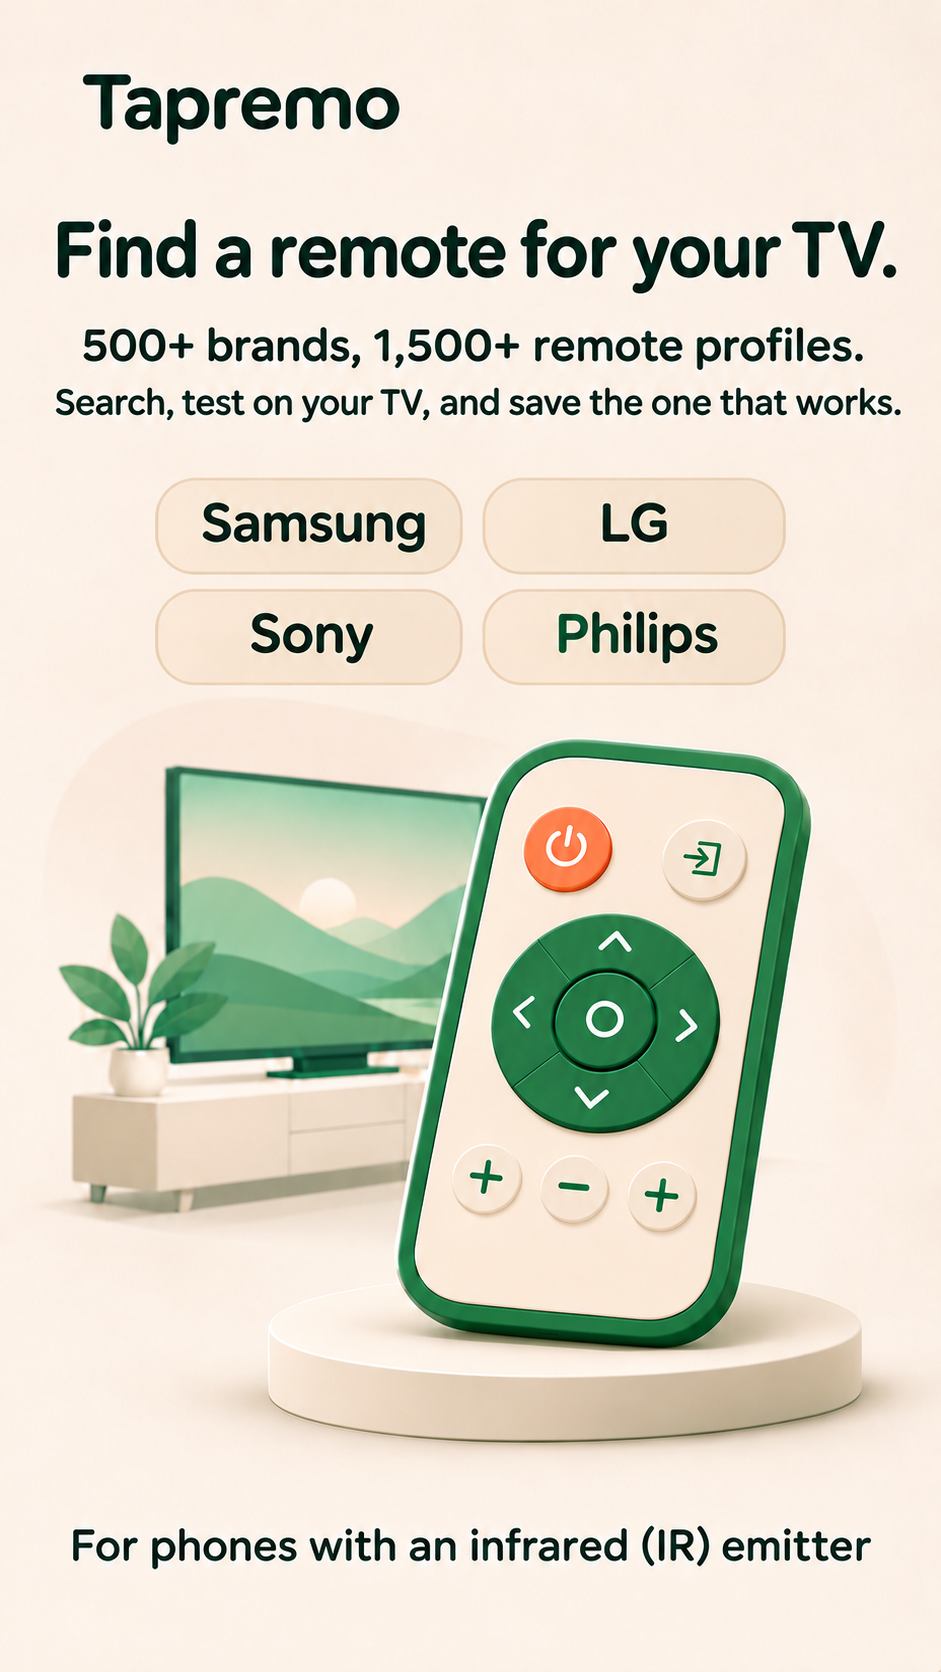 Tapremo
Find a remote for your TV.
500+ brands, 1,500+ remote profiles.
Search, test on your TV, and save the one that works.
Samsung
LG
Sony
Philips
For phones with an infrared (IR) emitter